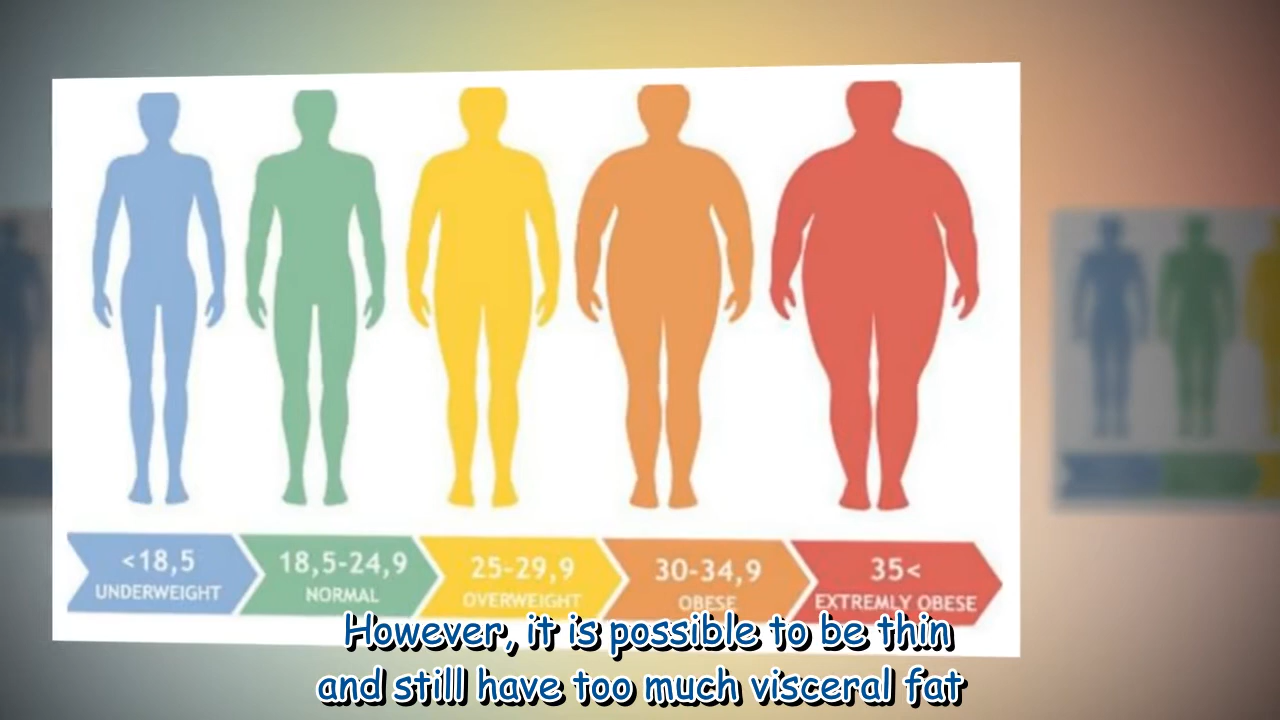 <18,5
UNDERWEIGHT
18,5-24,9
NORMAL
25-29,9
OVERWEIGHT
30-34,9
OBESE
35<
EXTREMLY OBESE
However, it is possible to be thin
and still have too much visceral fat